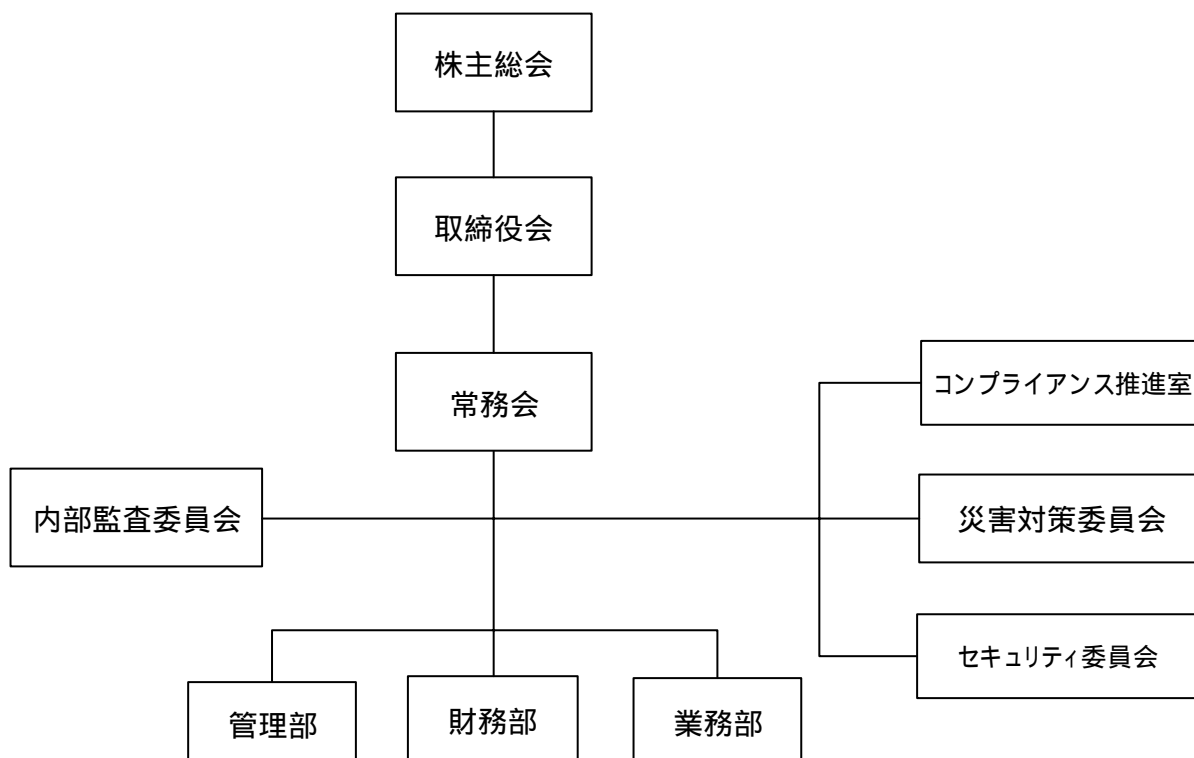 株主総会
取締役会
常務会
コンプライアンス推進室
内部監査委員会
災害対策委員会
セキュリティ委員会
管理部
財務部
業務部